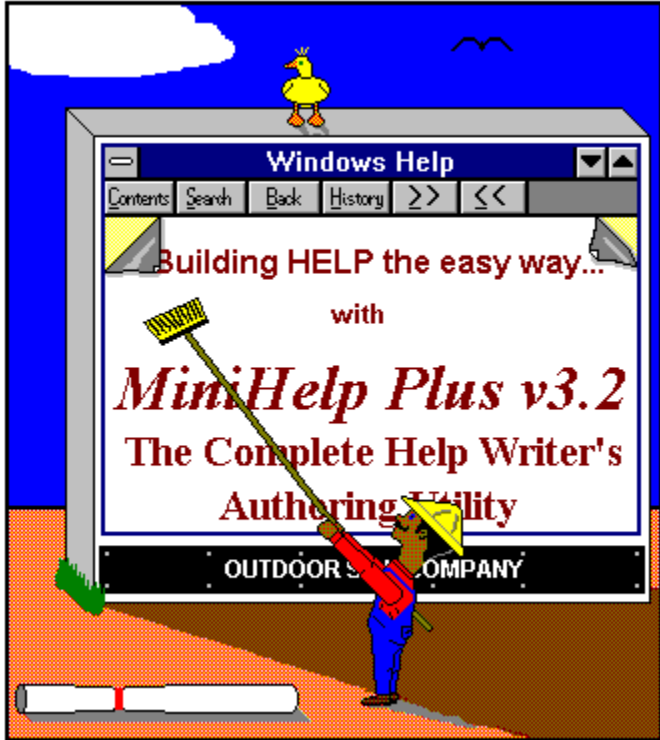 Windows Help
Contents Search Back History >> <<
Building HELP the easy way...
with
MiniHelp Plus v3.2
The Complete Help Writer's
Authoring Utility
OUTDOOR COMPANY